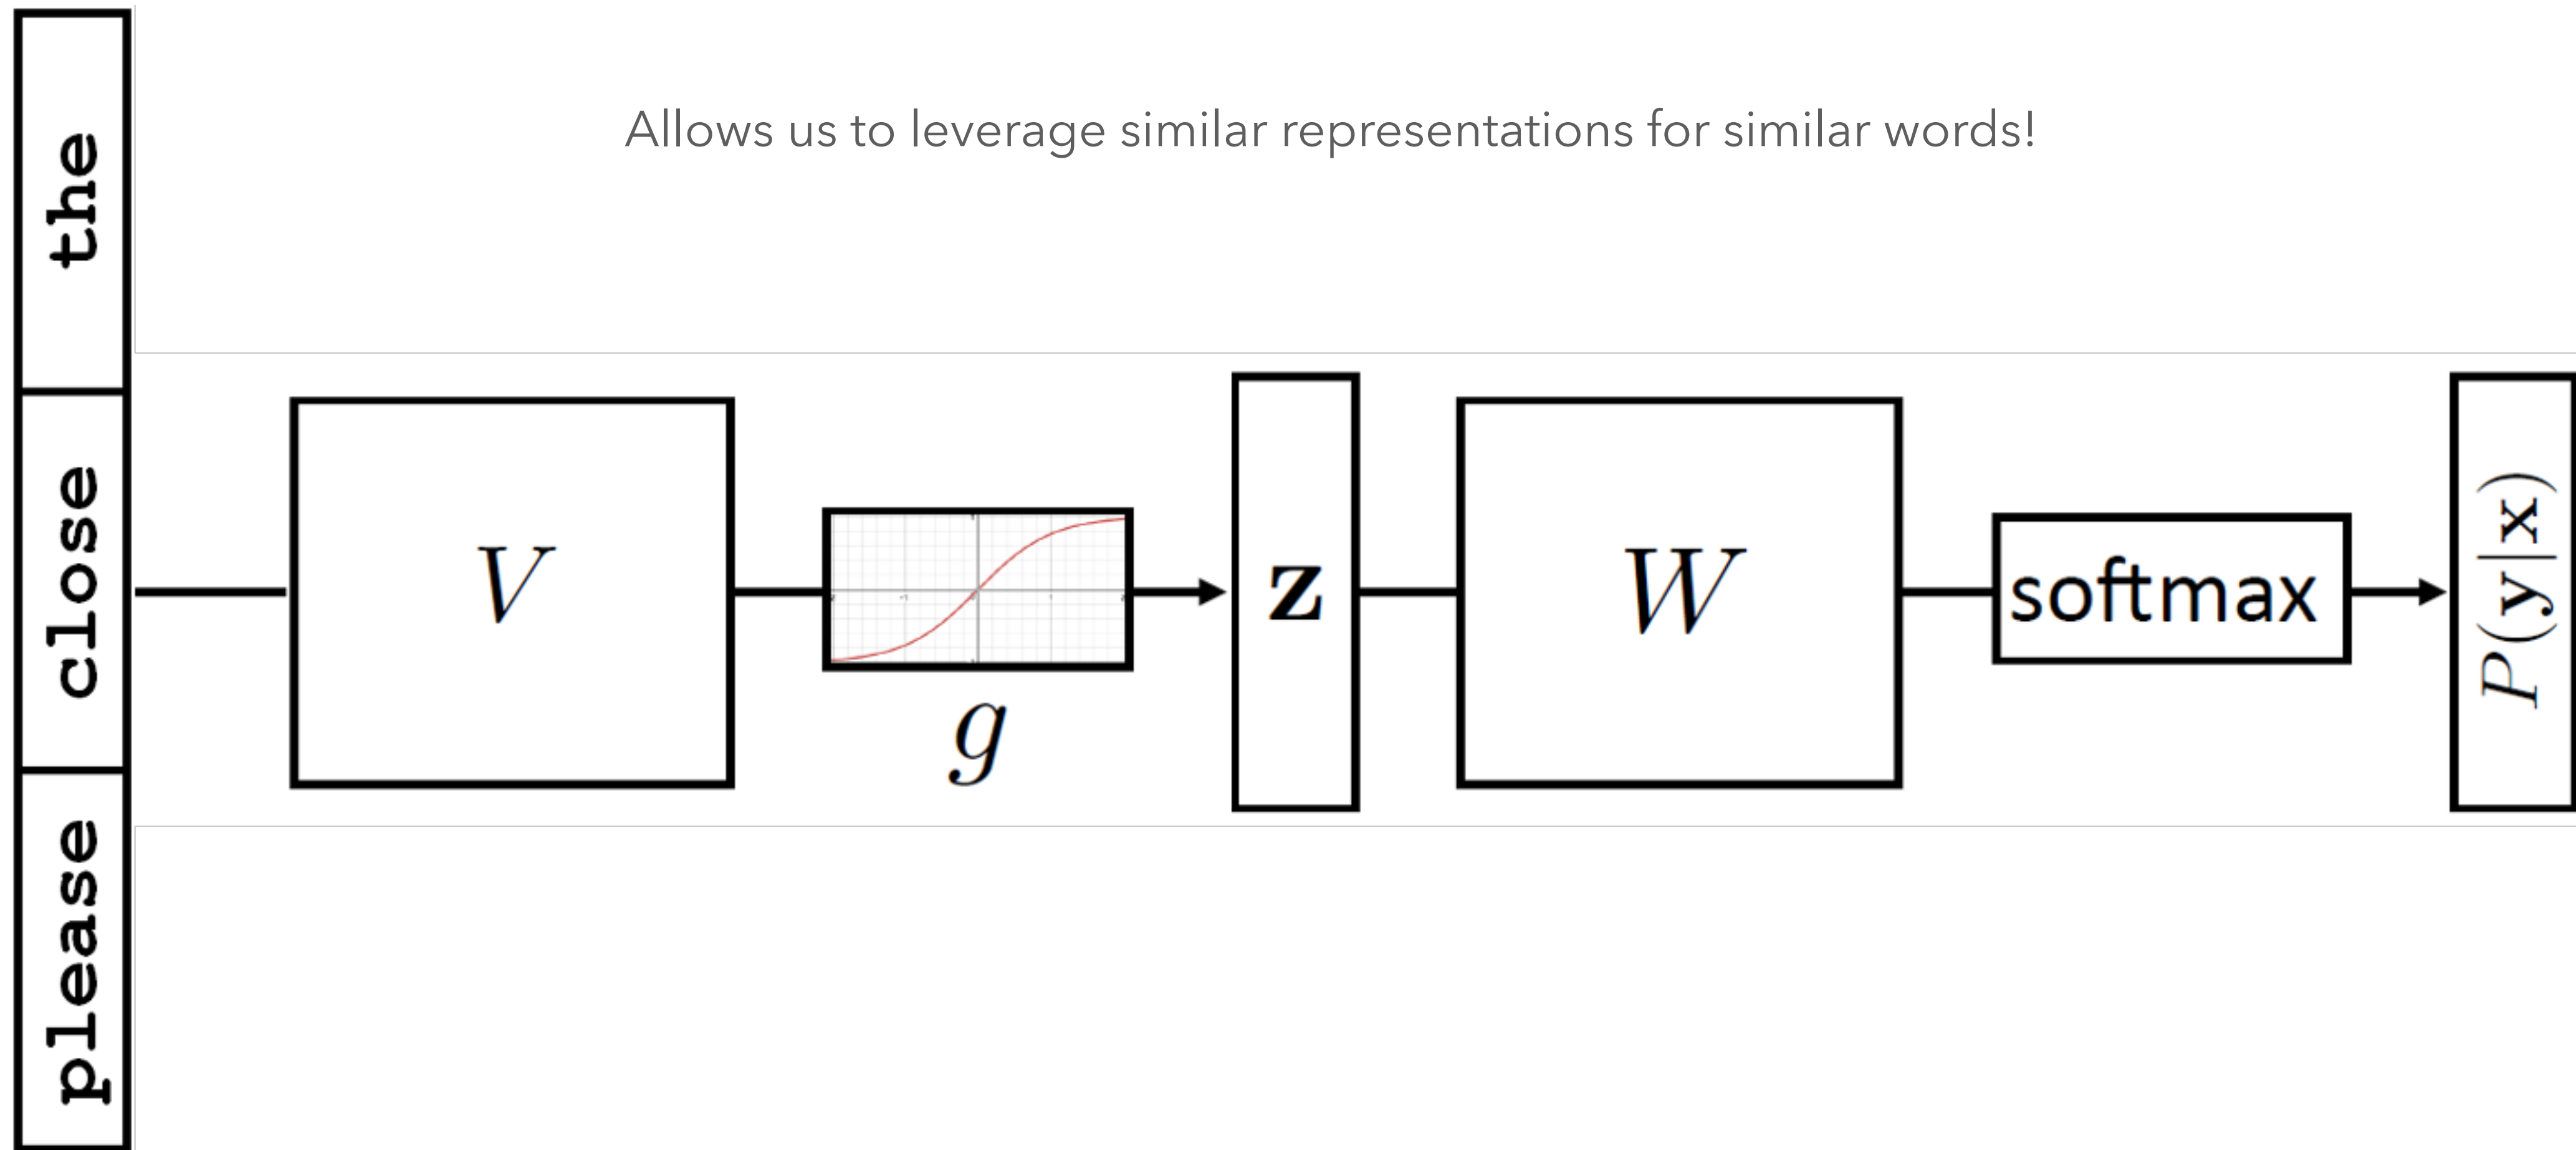 Allows us to leverage similar representations for similar words!
the
close
please
V
g
z
W
softmax
P(y|x)